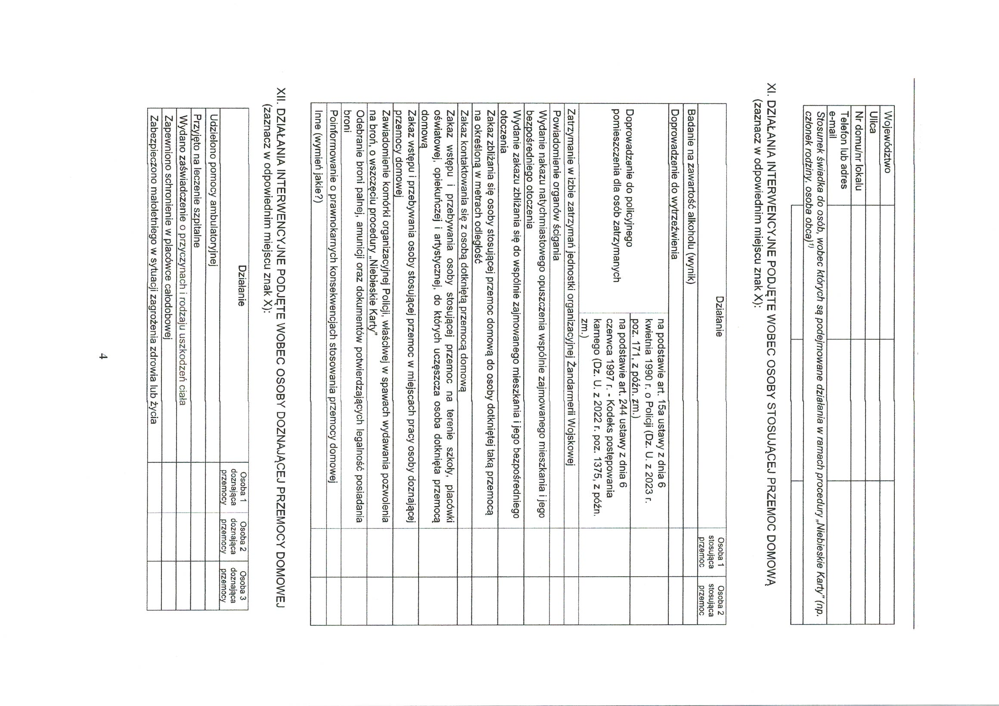 Województwo
Ulica
Nr domu/nr lokalu
Telefon lub adres
e-mail
Stosunek świadka do osób, wobec których są podejmowane działania w ramach procedury „Niebieskie Karty” (np.
członek rodziny, osoba obca)1)
XI. DZIAŁANIA INTERWENCYJNE PODJĘTE WOBEC OSOBY STOSUJĄCEJ PRZEMOC DOMOWĄ
(zaznacz w odpowiednim miejscu znak X):
Działanie
Osoba 1
stosująca
przemoc
Osoba 2
stosująca
przemoc
Badanie na zawartość alkoholu (wynik)
Doprowadzenie do wytrzeźwienia
Doprowadzenie do policyjnego
pomieszczenia dla osób zatrzymanych
na podstawie art. 15a ustawy z dnia 6
kwietnia 1990 r. o Policji (Dz. U. z 2023 r.
poz. 171, z późn. zm.)
na podstawie art. 244 ustawy z dnia 6
czerwca 1997 r. - Kodeks postępowania
karnego (Dz. U. z 2022 r. poz. 1375, z późn.
zm.)
Zatrzymanie w izbie zatrzymań jednostki organizacyjnej Żandarmerii Wojskowej
Powiadomienie organów ścigania
Wydanie nakazu natychmiastowego opuszczenia wspólnie zajmowanego mieszkania i jego
bezpośredniego otoczenia
Wydanie zakazu zbliżania się do wspólnie zajmowanego mieszkania i jego bezpośredniego
otoczenia
Zakaz zbliżania się osoby stosującej przemoc domową do osoby dotkniętej taką przemocą
na określoną w metrach odległość
Zakaz kontaktowania się z osobą dotkniętą przemocą domową
Zakaz wstępu i przebywania osoby stosującej przemoc na terenie szkoły, placówki
oświatowej, opiekuńczej i artystycznej, do których uczęszcza osoba dotknięta przemocą
domową
Zakaz wstępu i przebywania osoby stosującej przemoc w miejscach pracy osoby doznającej
przemocy domowej
Zawiadomienie komórki organizacyjnej Policji, właściwej w spawach wydawania pozwolenia
na broń, o wszczęciu procedury „Niebieskie Karty”
Odebranie broni palnej, amunicji oraz dokumentów potwierdzających legalność posiadania
broni
Poinformowanie o prawnokarnych konsekwencjach stosowania przemocy domowej
Inne (wymień jakie?)
XII. DZIAŁANIA INTERWENCYJNE PODJĘTE WOBEC OSOBY DOZNAJĄCEJ PRZEMOCY DOMOWEJ
(zaznacz w odpowiednim miejscu znak X):
Działanie
Osoba 1
doznająca
przemocy
Osoba 2
doznająca
przemocy
Osoba 3
doznająca
przemocy
Udzielono pomocy ambulatoryjnej
Przyjęto na leczenie szpitalne
Wydano zaświadczenie o przyczynach i rodzaju uszkodzeń ciała
Zapewniono schronienie w placówce całodobowej
Zabezpieczono małoletniego w sytuacji zagrożenia zdrowia lub życia
4